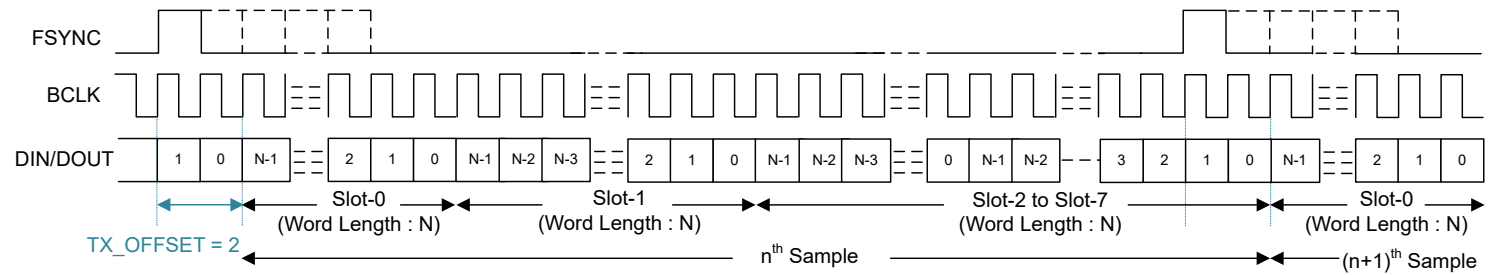 FSYNC
BCLK
DIN/DOUT
1 0 N-1 2 1 0 N-1 N-2 N-3 2 1 0 N-1 N-2 N-3 0 N-1 N-2 3 2 1 0 N-1 2 1 0
Slot-0 Slot-1 Slot-2 to Slot-7 Slot-0
(Word Length : N) (Word Length : N) (Word Length : N) (Word Length : N)
TX_OFFSET = 2
nth Sample (n+1)th Sample